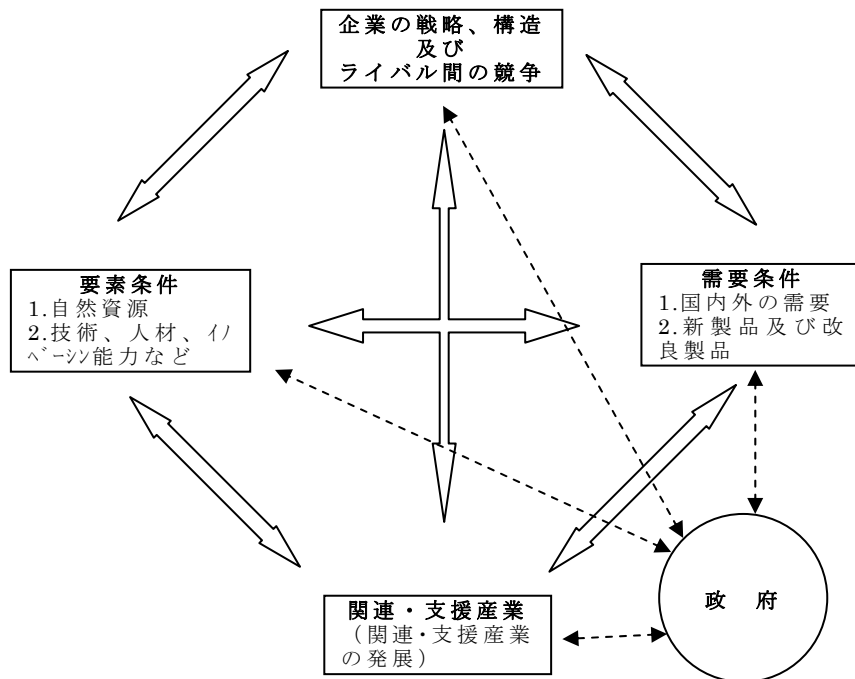 企業の戦略、構造
及び
ライバル間の競争
要素条件
1.自然資源
2.技術、人材、ｲﾉ
ﾍﾞｰｼｮﾝ能力など
需要条件
1.国内外の需要
2.新製品及び改
良製品
関連・支援産業
（関連・支援産業
の発展）
政　府